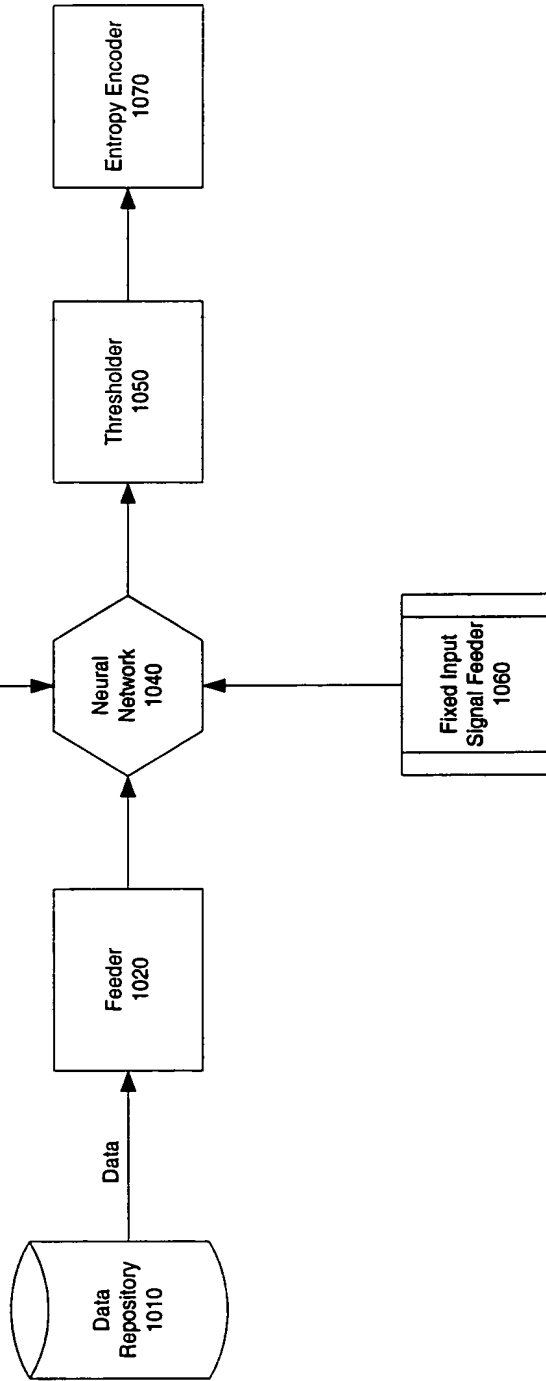 Data
Repository
1010
Data
Feeder
1020
Neural
Network
1040
Fixed Input
Signal Feeder
1060
Thresholder
1050
Entropy Encoder
1070